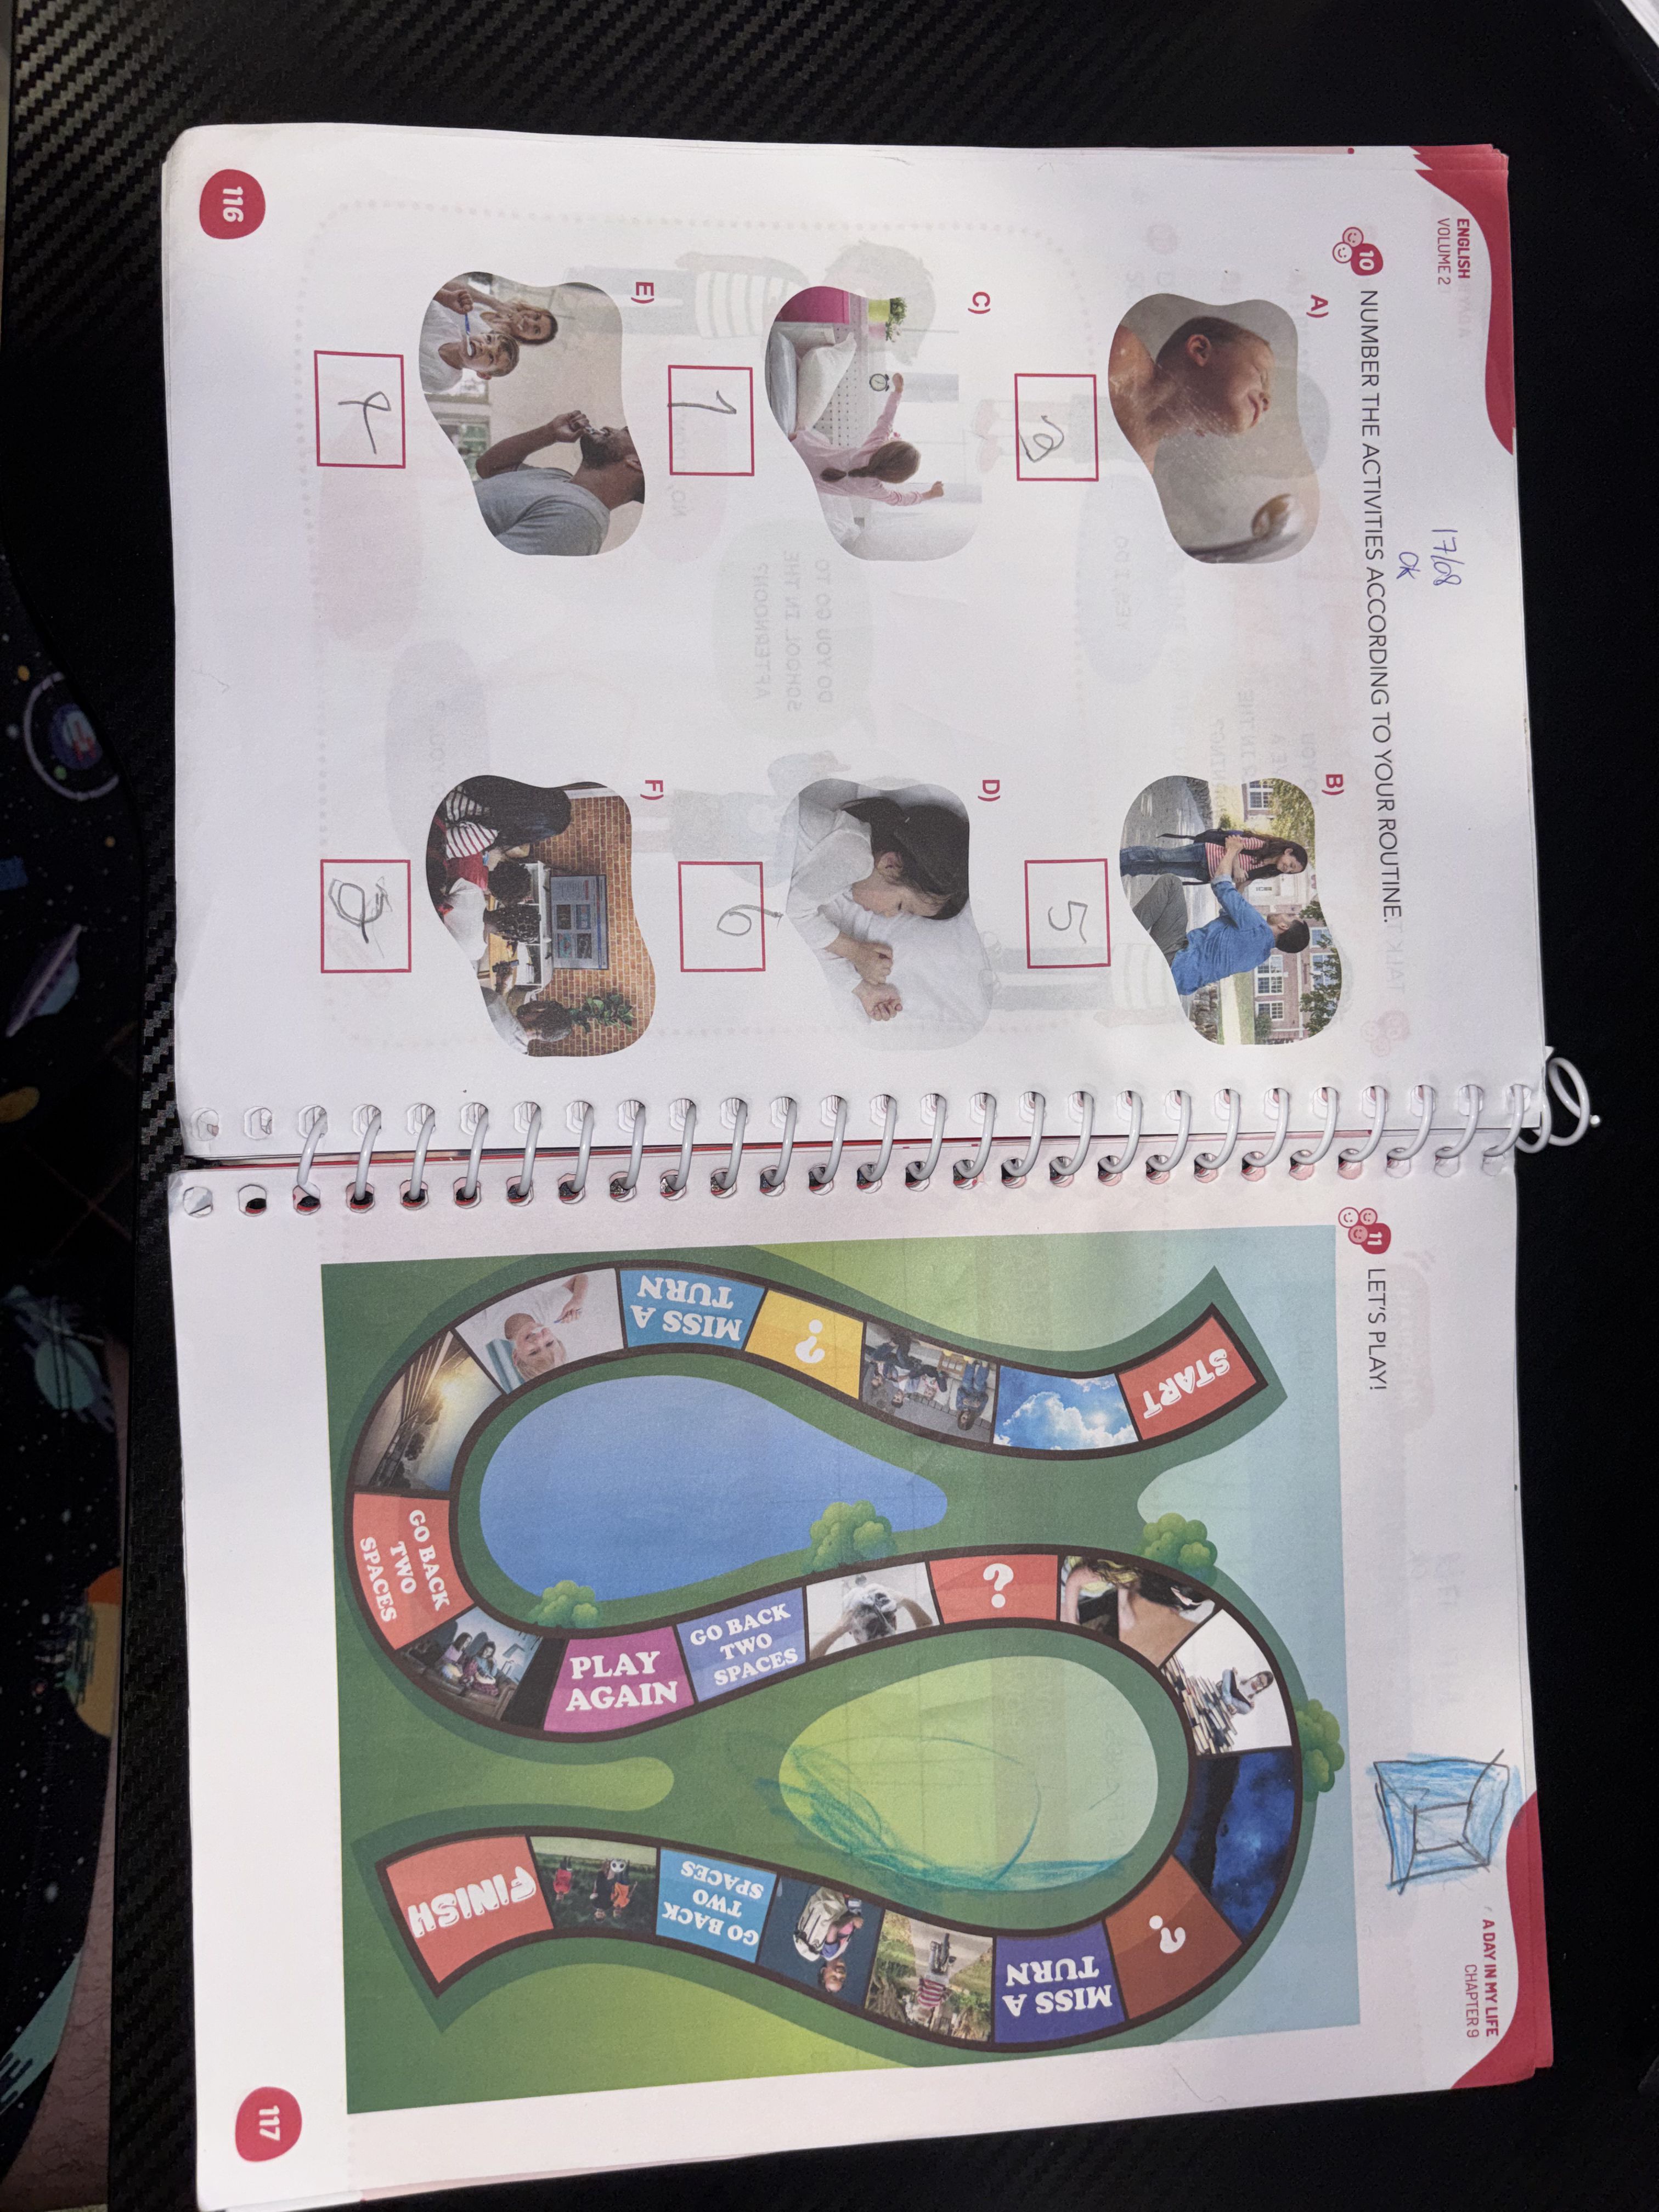 ENGLISH
VOLUME 2
17/08
OK
10 NUMBER THE ACTIVITIES ACCORDING TO YOUR ROUTINE.
A)
2
B)
5
C)
1
D)
6
E)
4
F)
116
A DAY IN MY LIFE
CHAPTER 9
11 LET'S PLAY!
START
?
MISS A
TURN
GO BACK
TWO
SPACES
PLAY
AGAIN
GO BACK
TWO
SPACES
?
?
MISS A
TURN
GO BACK
TWO
SPACES
FINISH
117